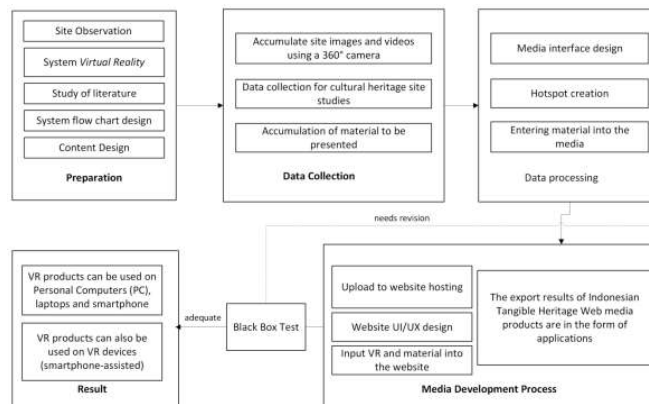 Site Observation
System Virtual Reality
Study of literature
System flow chart design
Content Design
Preparation
Accumulate site images and videos
using a 360° camera
Data collection for cultural heritage site
studies
Accumulation of material to be
presented
Data Collection
Media interface design
Hotspot creation
Entering material into the
media
Data processing
needs revision
VR products can be used on
Personal Computers (PC),
laptops and smartphone
VR products can also be
used on VR devices
(smartphone-assisted)
Result
adequate
Black Box Test
Upload to website hosting
Website UI/UX design
Input VR and material into
the website
The export results of Indonesian
Tangible Heritage Web media
products are in the form of
applications
Media Development Process